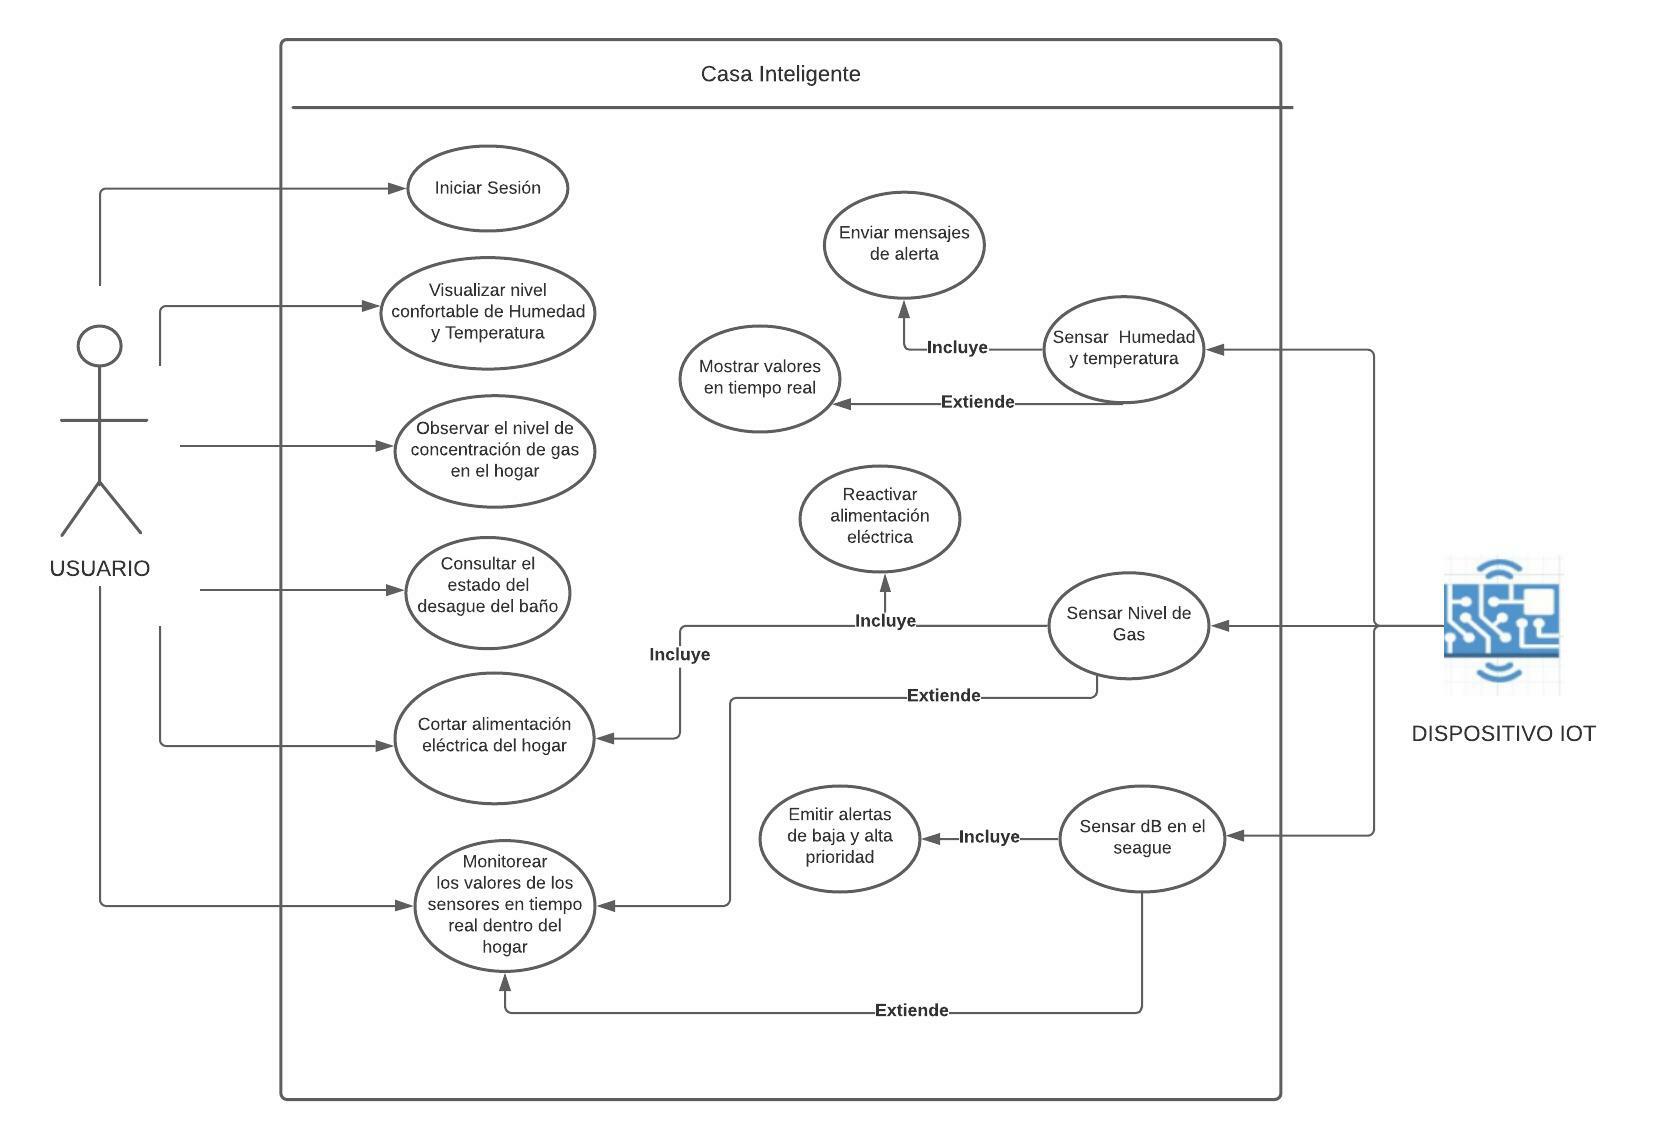 Casa Inteligente
Iniciar Sesión
Visualizar nivel
confortable de Humedad
y Temperatura
Observar el nivel de
concentración de gas
en el hogar
USUARIO
Consultar el
estado del
desague del baño
Cortar alimentación
eléctrica del hogar
Monitorear
los valores de los
sensores en tiempo
real dentro del
hogar
Enviar mensajes
de alerta
Incluye
Sensar Humedad
y temperatura
Mostrar valores
en tiempo real
Extiende
Reactivar
alimentación
eléctrica
Incluye
Sensar Nivel de
Gas
Incluye
Extiende
Emitir alertas
de baja y alta
prioridad
Incluye
Sensar dB en el
seague
Extiende
DISPOSITIVO IOT